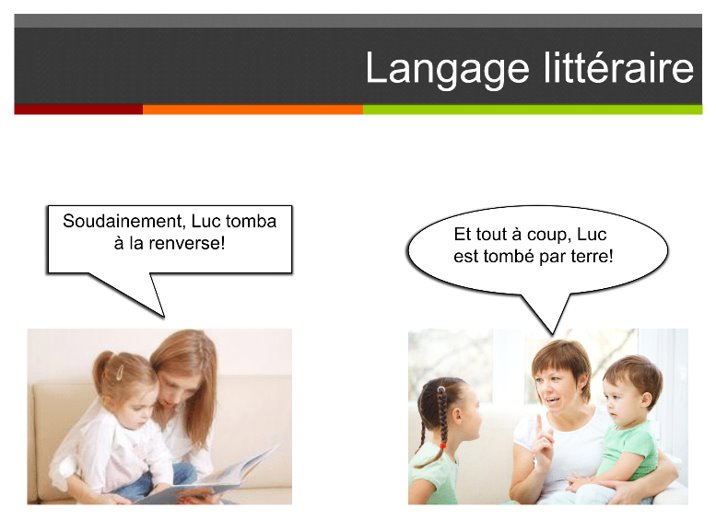 Langage littéraire
Soudainement, Luc tomba
à la renverse!
Et tout à coup, Luc
est tombé par terre!